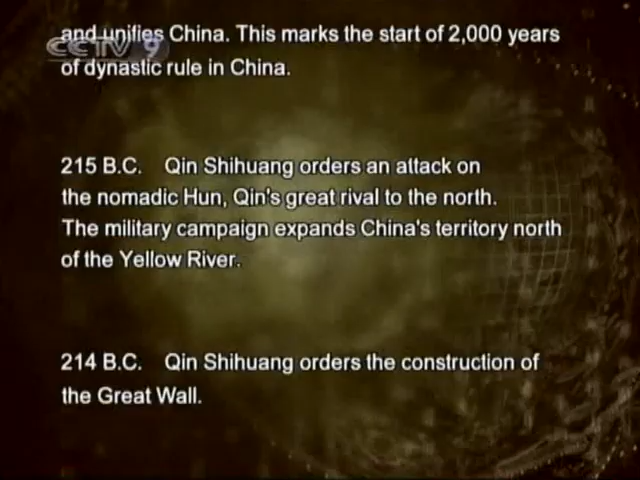 and unifies China. This marks the start of 2,000 years
CCTV 9
of dynastic rule in China.
215 B.C. Qin Shihuang orders an attack on
the nomadic Hun, Qin's great rival to the north.
The military campaign expands China's territory north
of the Yellow River.
214 B.C. Qin Shihuang orders the construction of
the Great Wall.